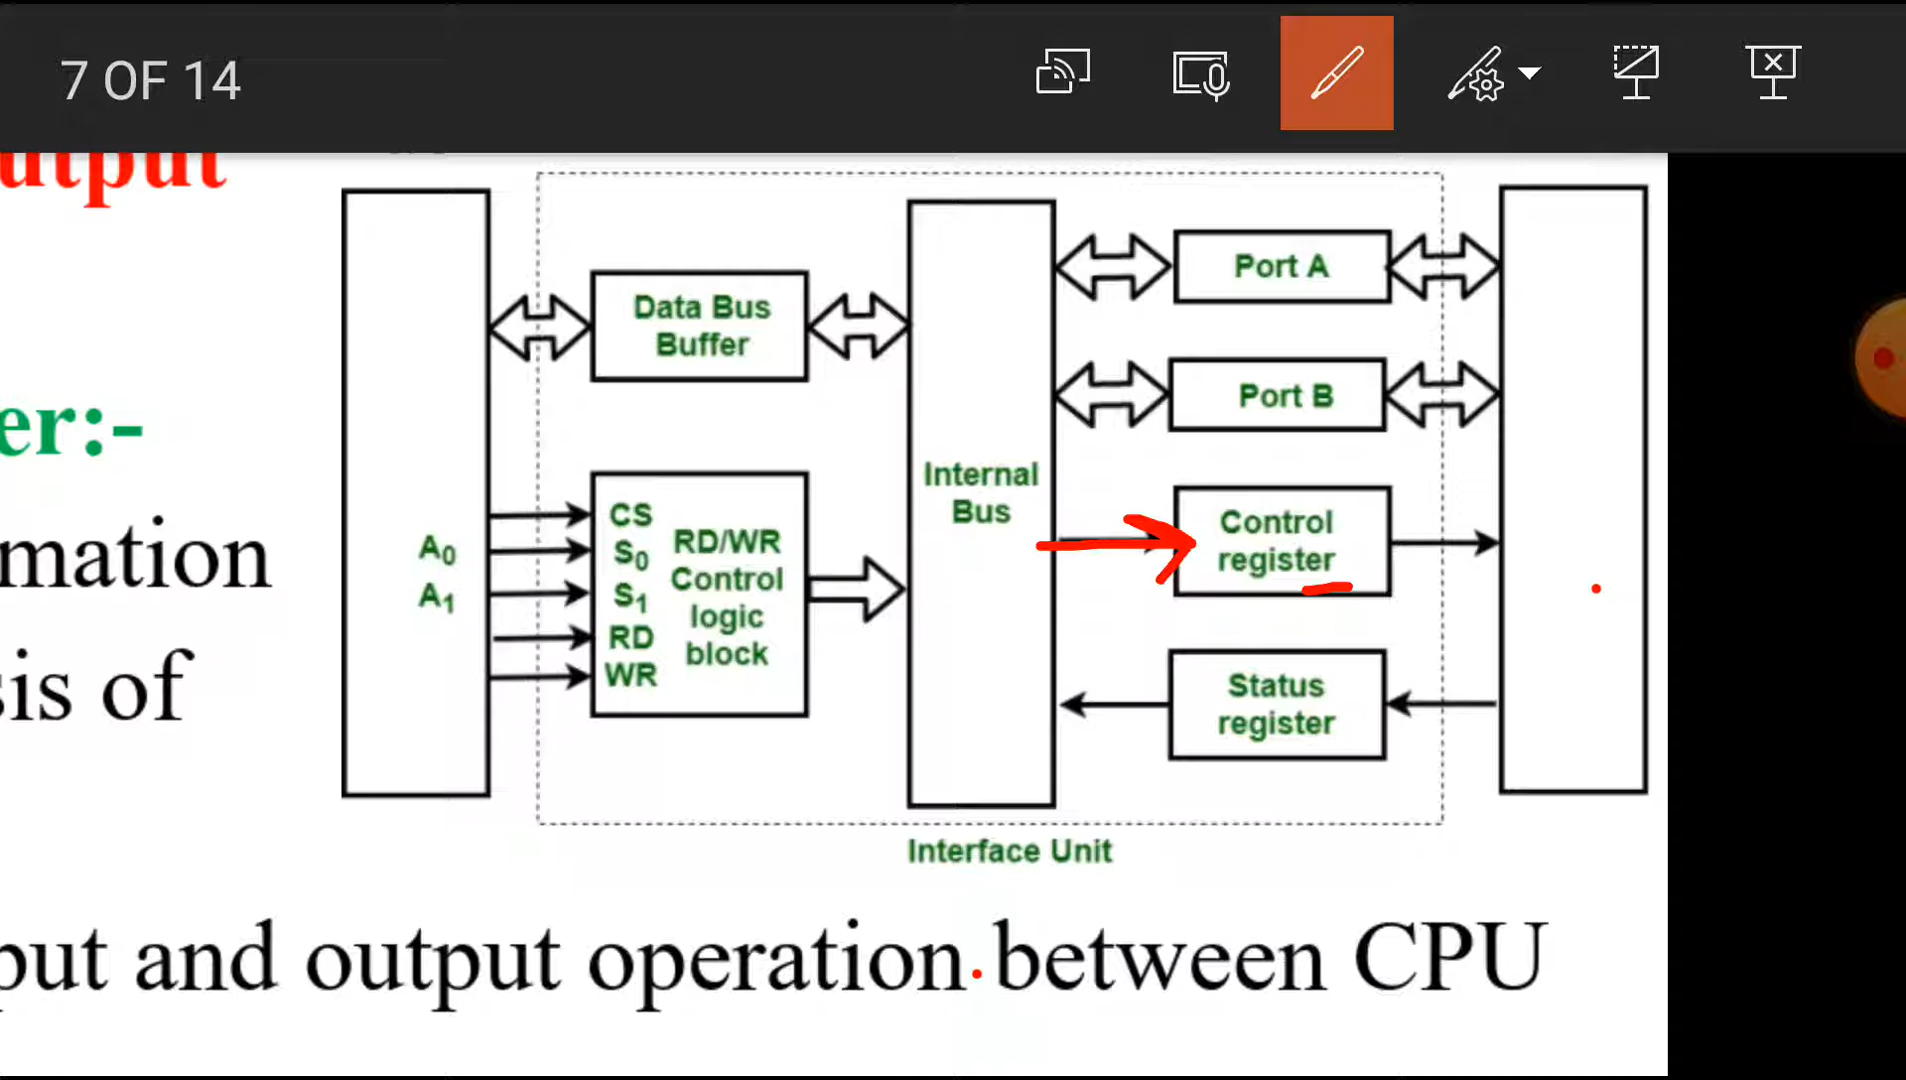 7 OF 14
utput
er:-
mation
sis of
Data Bus
Buffer
A0
A1
CS
S0
S1
RD
WR
RD/WR
Control
logic
block
Internal
Bus
Port A
Port B
Control
register
Status
register
Interface Unit
put and output operation between CPU